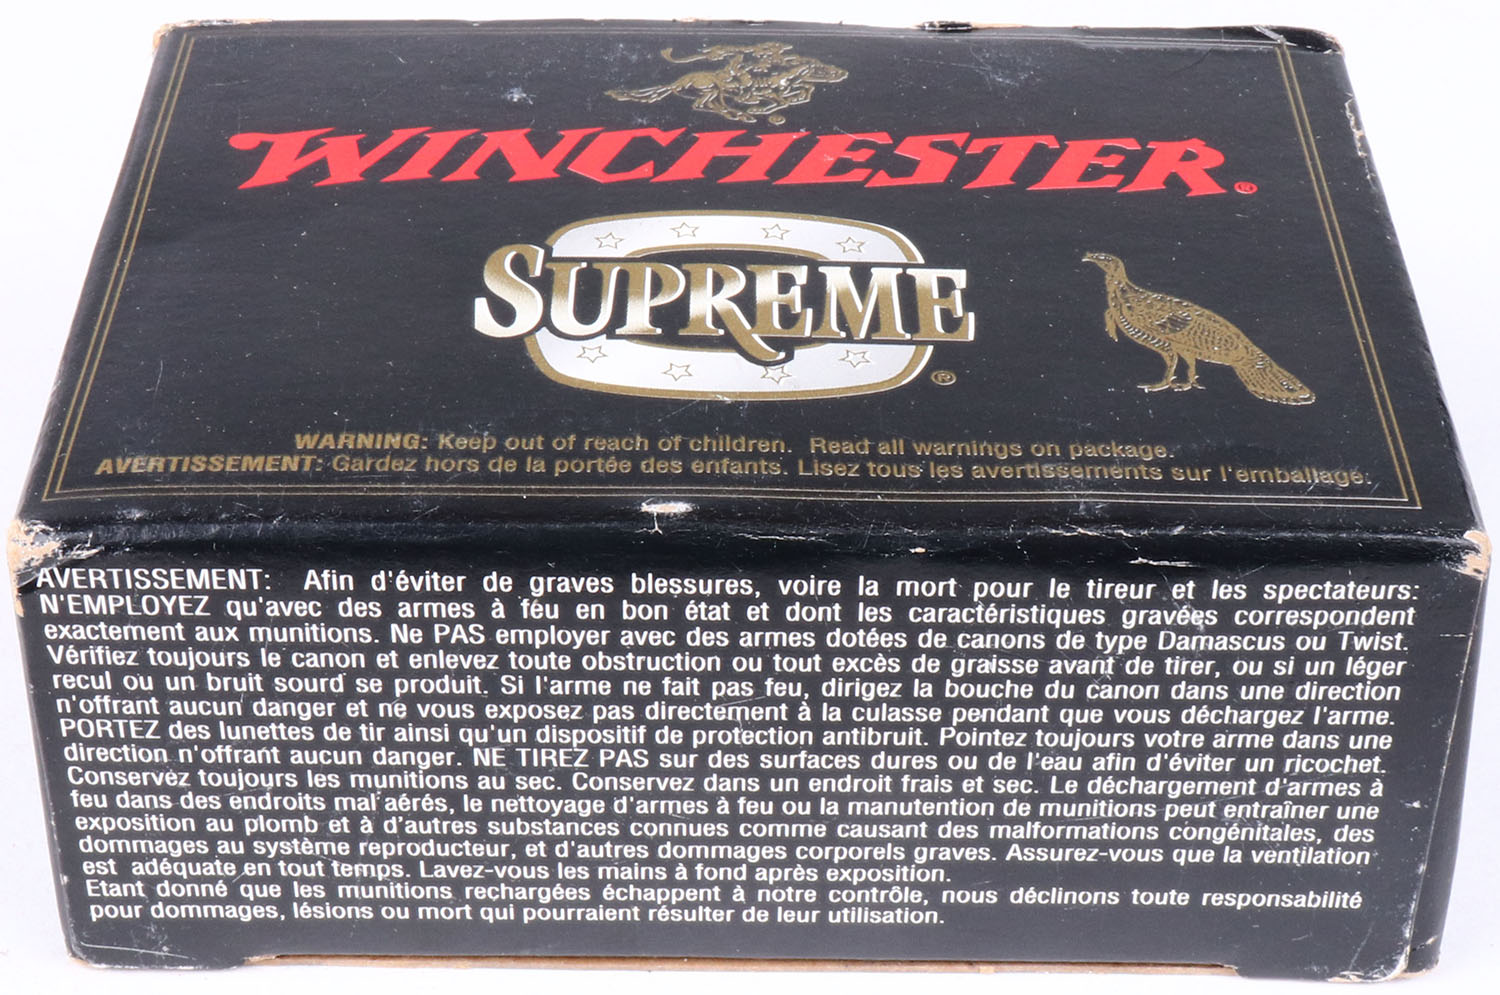 WINCHESTER®
SUPREME®
WARNING: Keep out of reach of children. Read all warnings on package.
AVERTISSEMENT: Gardez hors de la portée des enfants. Lisez tous les avertissements sur l'emballage.
AVERTISSEMENT: Afin d'éviter de graves blessures, voire la mort pour le tireur et les spectateurs:
N'EMPLOYEZ qu'avec des armes à féu en bon état et dont les caractéristiques gravées correspondent
exactement aux munitions. Ne PAS employer avec des armes dotées de canons de type Damascus ou Twist.
Vérifiez toujours le canon et enlevez toute obstruction ou tout excès de graisse avant de tirer, ou si un léger
recul ou un bruit sourd se produit. Si l'arme ne fait pas feu, dirigez la bouche du canon dans une direction
n'offrant aucun danger et ne vous exposez pas directement à la culasse pendant que vous déchargez l'arme.
PORTEZ des lunettes de tir ainsi qu'un dispositif de protection antibruit. Pointez toujours votre arme dans une
direction n'offrant aucun danger. NE TIREZ PAS sur des surfaces dures ou de l'eau afin d'éviter un ricochet.
Conservez toujours les munitions au sec. Conservez dans un endroit frais et sec. Le déchargement d'armes à
feu dans des endroits mal aérés, le nettoyage d'armes à feu ou la manutention de munitions peut entraîner une
exposition au plomb et à d'autres substances connues comme causant des malformations congénitales, des
dommages au système reproducteur, et d'autres dommages corporels graves. Assurez-vous que la ventilation
est adéquate en tout temps. Lavez-vous les mains à fond après exposition.
Etant donné que les munitions rechargées échappent à notre contrôle, nous déclinons toute responsabilité
pour dommages, lésions ou mort qui pourraient résulter de leur utilisation.